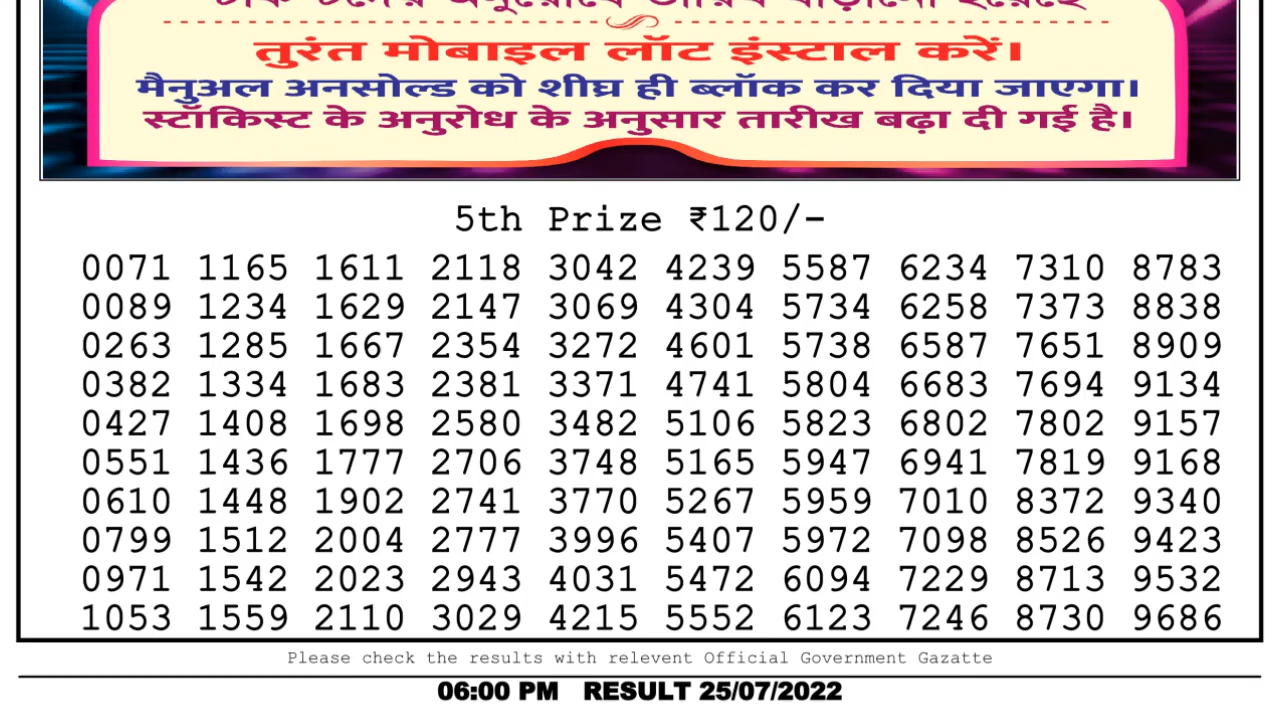 तुरंत मोबाइल लॉट इंस्टाल करें।
मैनुअल अनसोल्ड को शीघ्र ही ब्लॉक कर दिया जाएगा।
स्टॉकिस्ट के अनुरोध के अनुसार तारीख बढ़ा दी गई है।
5th Prize ₹120/-
0071 1165 1611 2118 3042 4239 5587 6234 7310 8783
0089 1234 1629 2147 3069 4304 5734 6258 7373 8838
0263 1285 1667 2354 3272 4601 5738 6587 7651 8909
0382 1334 1683 2381 3371 4741 5804 6683 7694 9134
0427 1408 1698 2580 3482 5106 5823 6802 7802 9157
0551 1436 1777 2706 3748 5165 5947 6941 7819 9168
0610 1448 1902 2741 3770 5267 5959 7010 8372 9340
0799 1512 2004 2777 3996 5407 5972 7098 8526 9423
0971 1542 2023 2943 4031 5472 6094 7229 8713 9532
1053 1559 2110 3029 4215 5552 6123 7246 8730 9686
Please check the results with relevent Official Government Gazatte
06:00 PM RESULT 25/07/2022